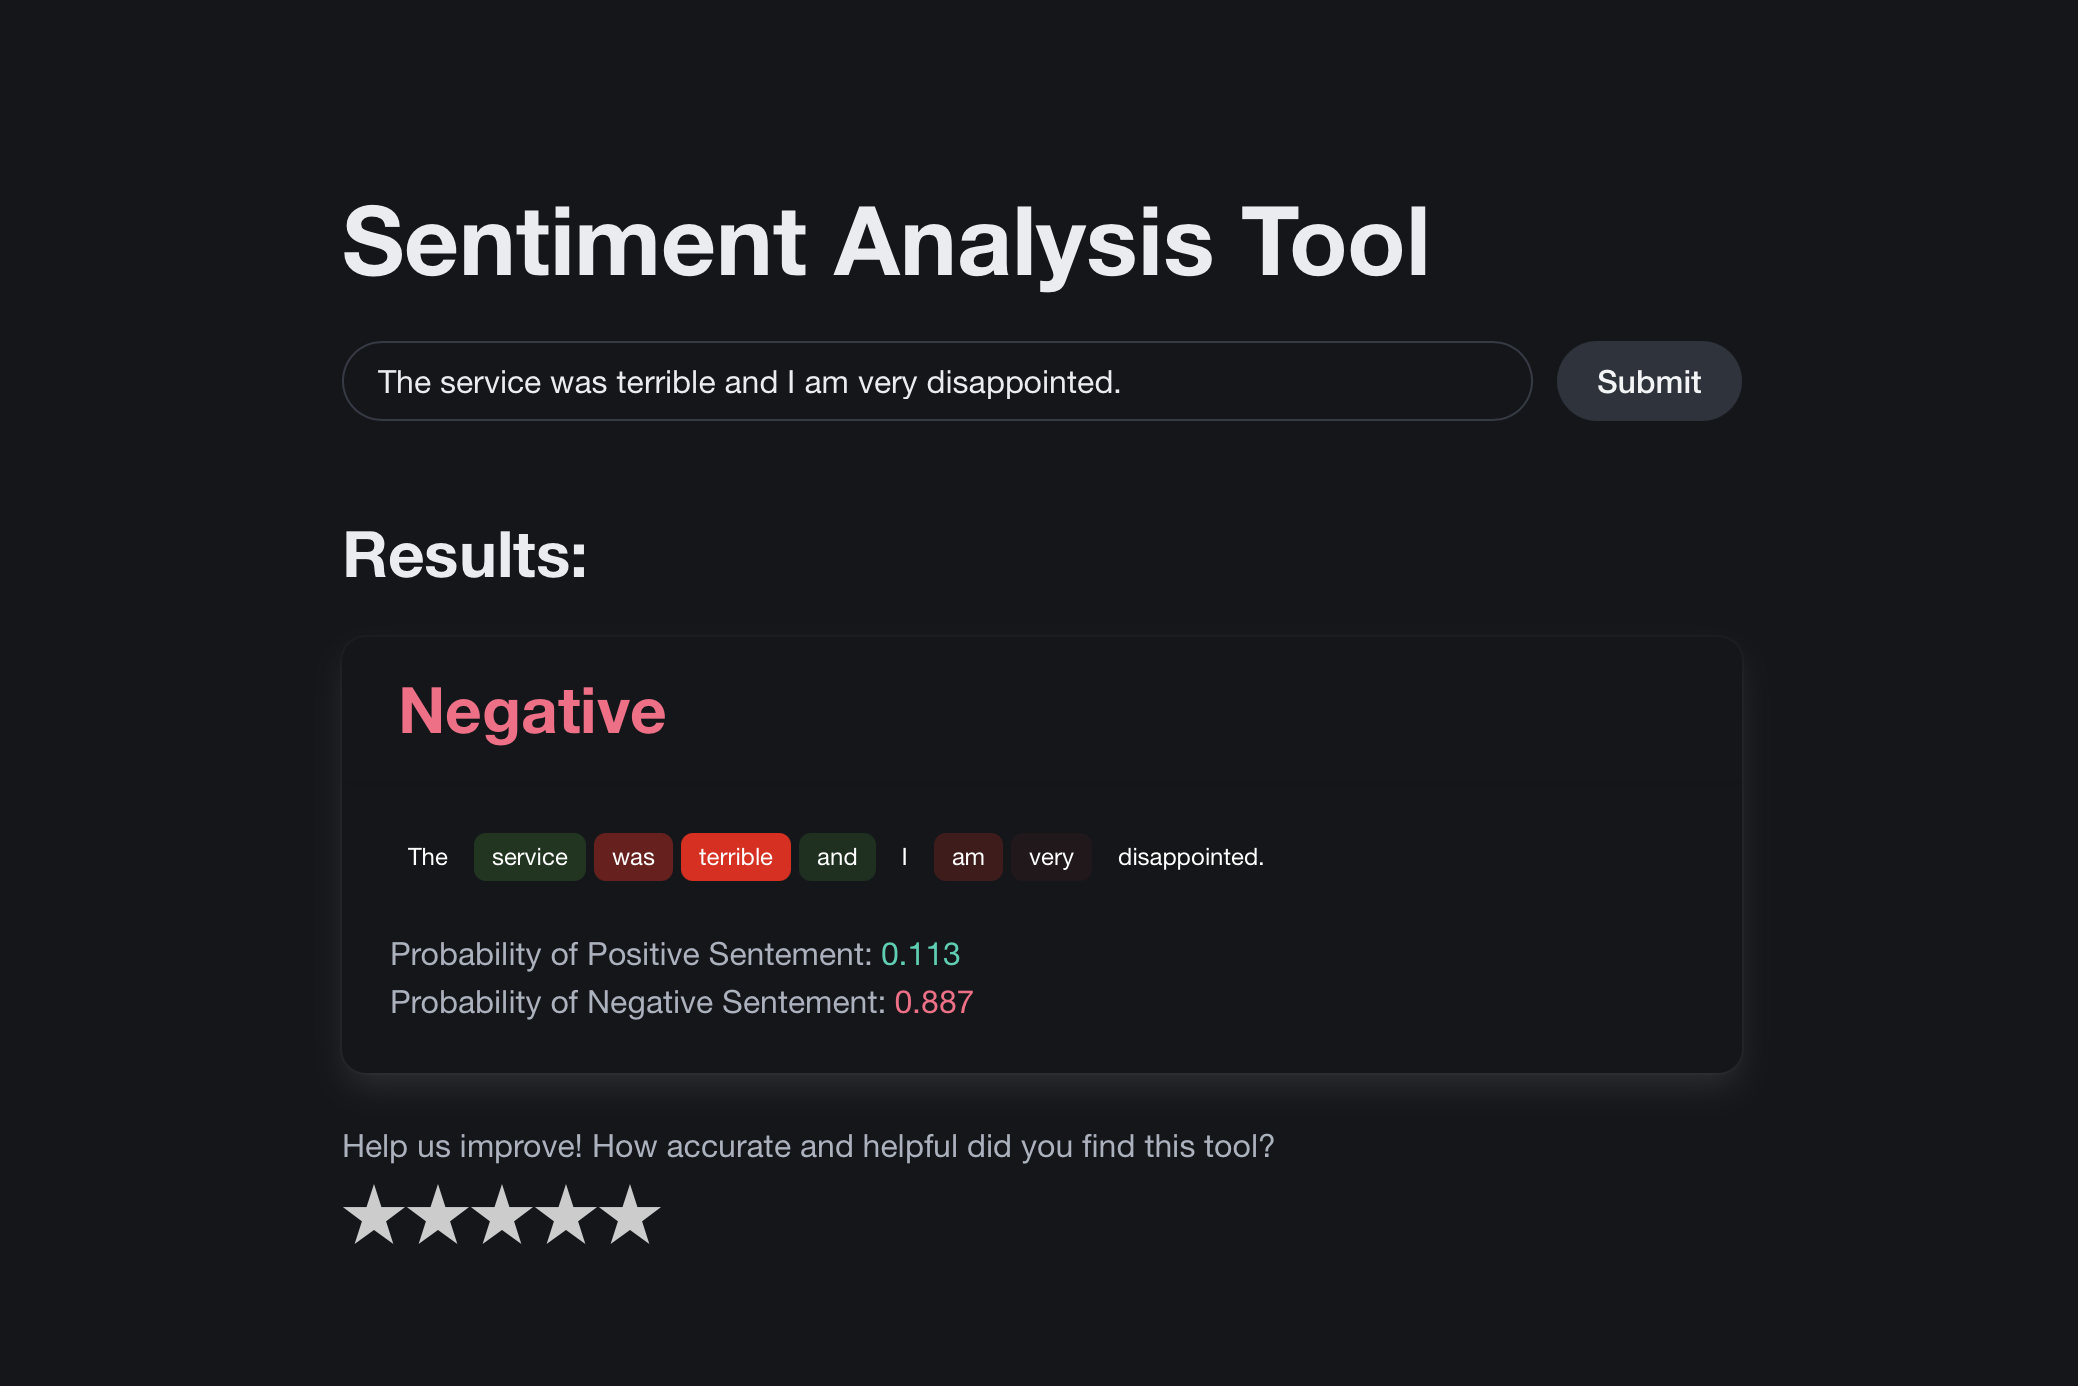 Sentiment Analysis Tool
The service was terrible and I am very disappointed.
Submit
Results:
Negative
The service was terrible and I am very disappointed.
Probability of Positive Sentement: 0.113
Probability of Negative Sentement: 0.887
Help us improve! How accurate and helpful did you find this tool?